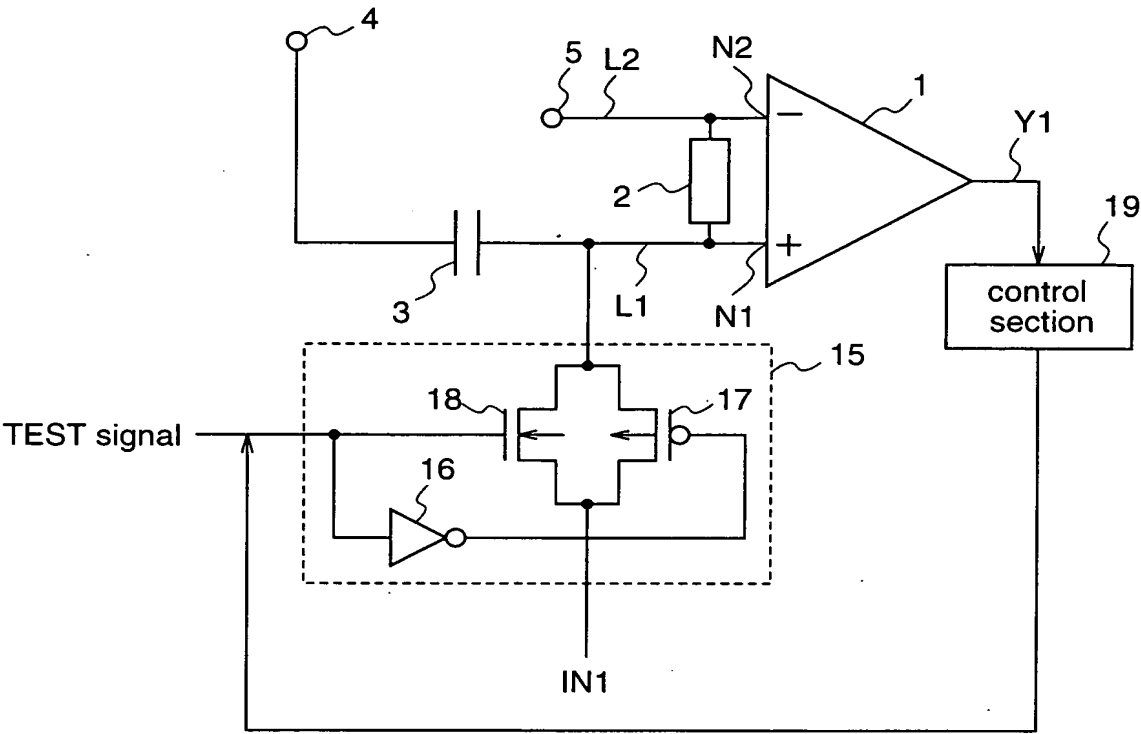 4
5
L2
N2
1
Y1
2
19
3
L1
N1
control
section
15
18
17
TEST signal
16
IN1